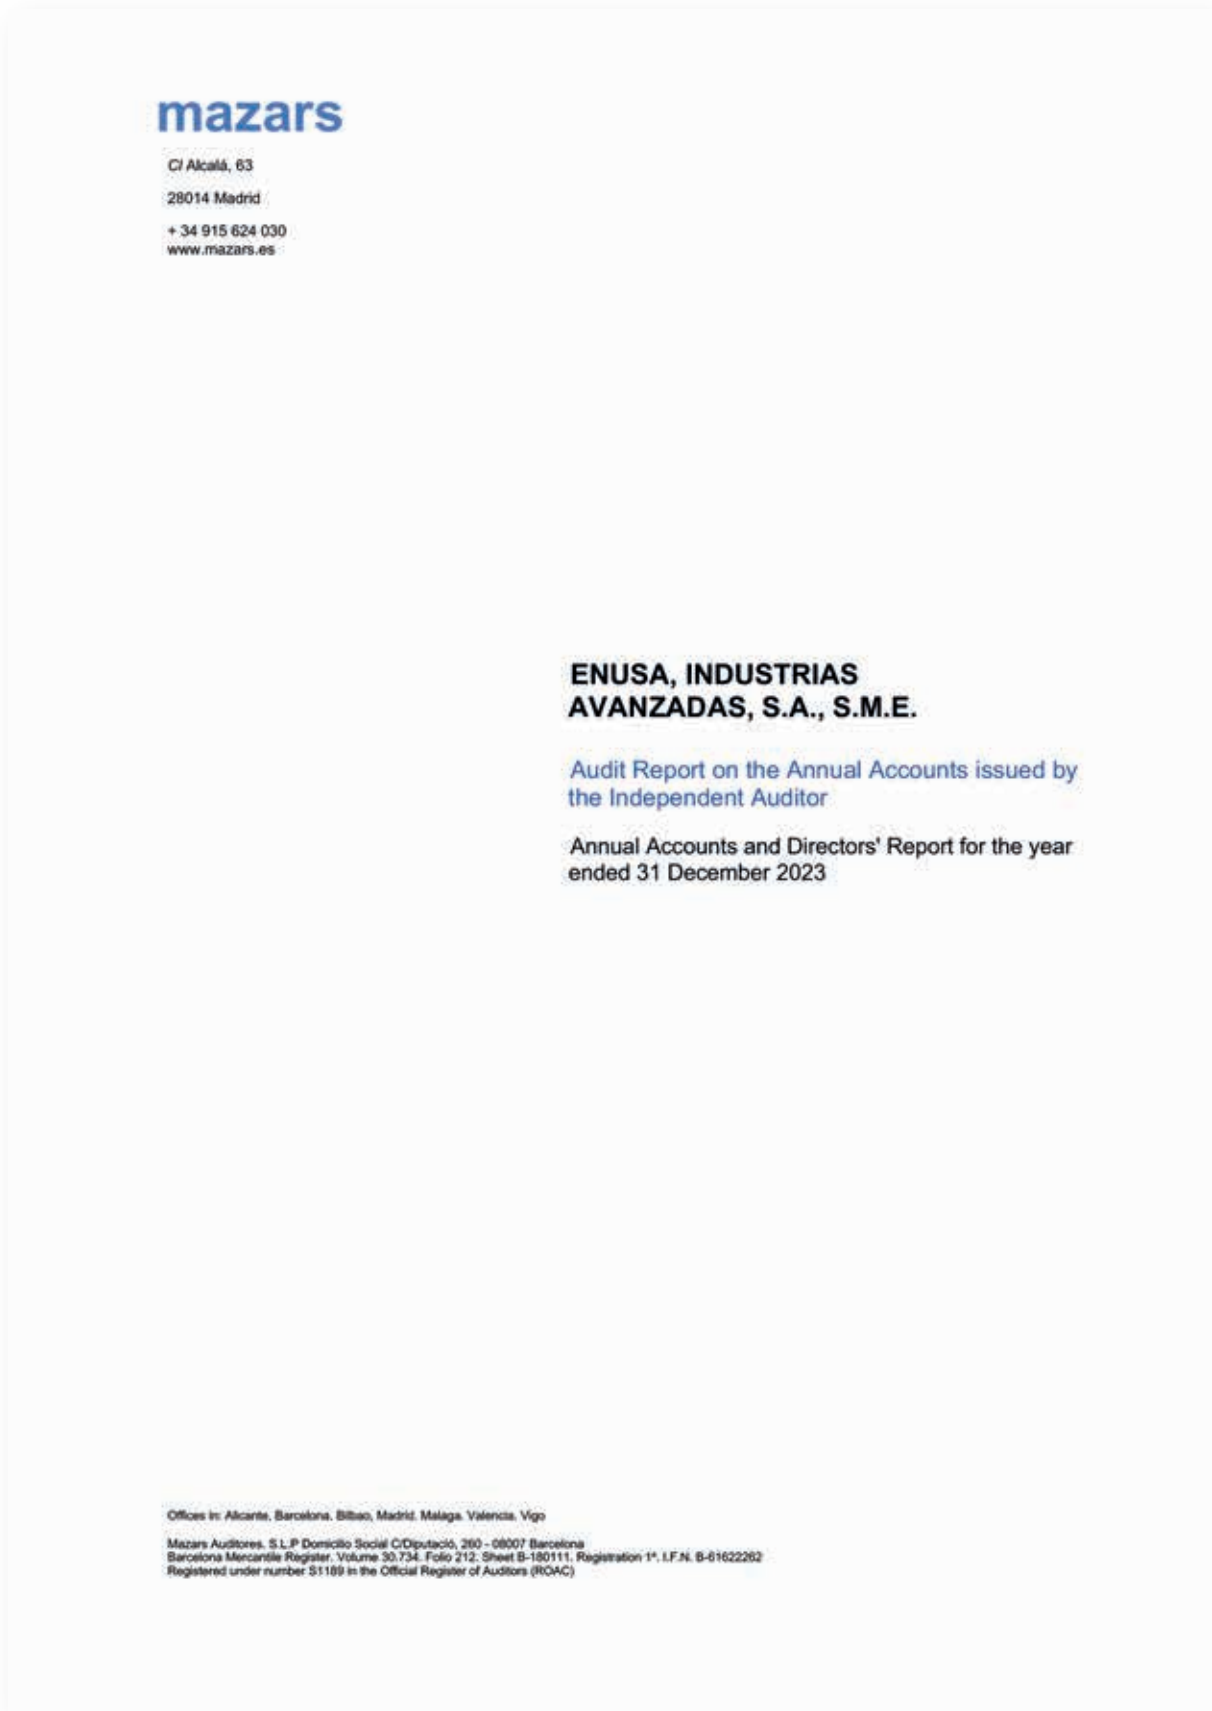 mazars
C/ Alcalá, 63
28014 Madrid
+ 34 915 624 030
www.mazars.es
ENUSA, INDUSTRIAS
AVANZADAS, S.A., S.M.E.
Audit Report on the Annual Accounts issued by
the Independent Auditor
Annual Accounts and Directors' Report for the year
ended 31 December 2023
Offices in: Alicante, Barcelona, Bilbao, Madrid, Malaga, Valencia, Vigo
Mazars Auditores, S.L.P Domicilio Social C/Diputació, 260 - 08007 Barcelona
Barcelona Mercantile Register, Volume 30.734, Folio 212, Sheet B-180111, Registration 1ª, I.F.N. B-61622262
Registered under number S1189 in the Official Register of Auditors (ROAC)